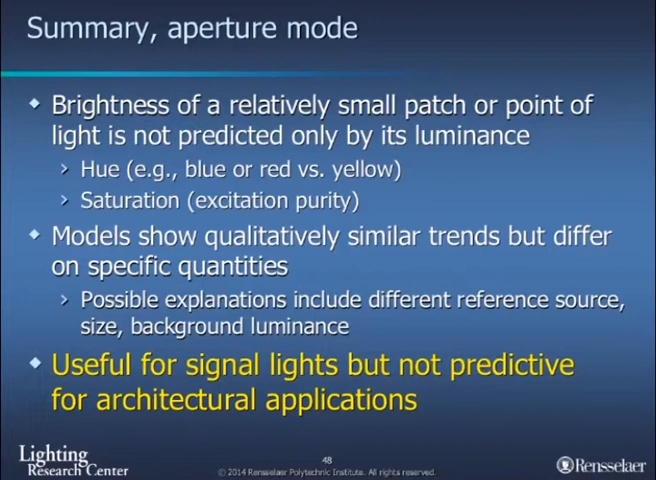 Summary, aperture mode
Brightness of a relatively small patch or point of
light is not predicted only by its luminance
Hue (e.g., blue or red vs. yellow)
Saturation (excitation purity)
Models show qualitatively similar trends but differ
on specific quantities
Possible explanations include different reference source,
size, background luminance
Useful for signal lights but not predictive
for architectural applications
Lighting
Research Center
48
© 2014 Rensselaer Polytechnic Institute. All rights reserved.
Rensselaer